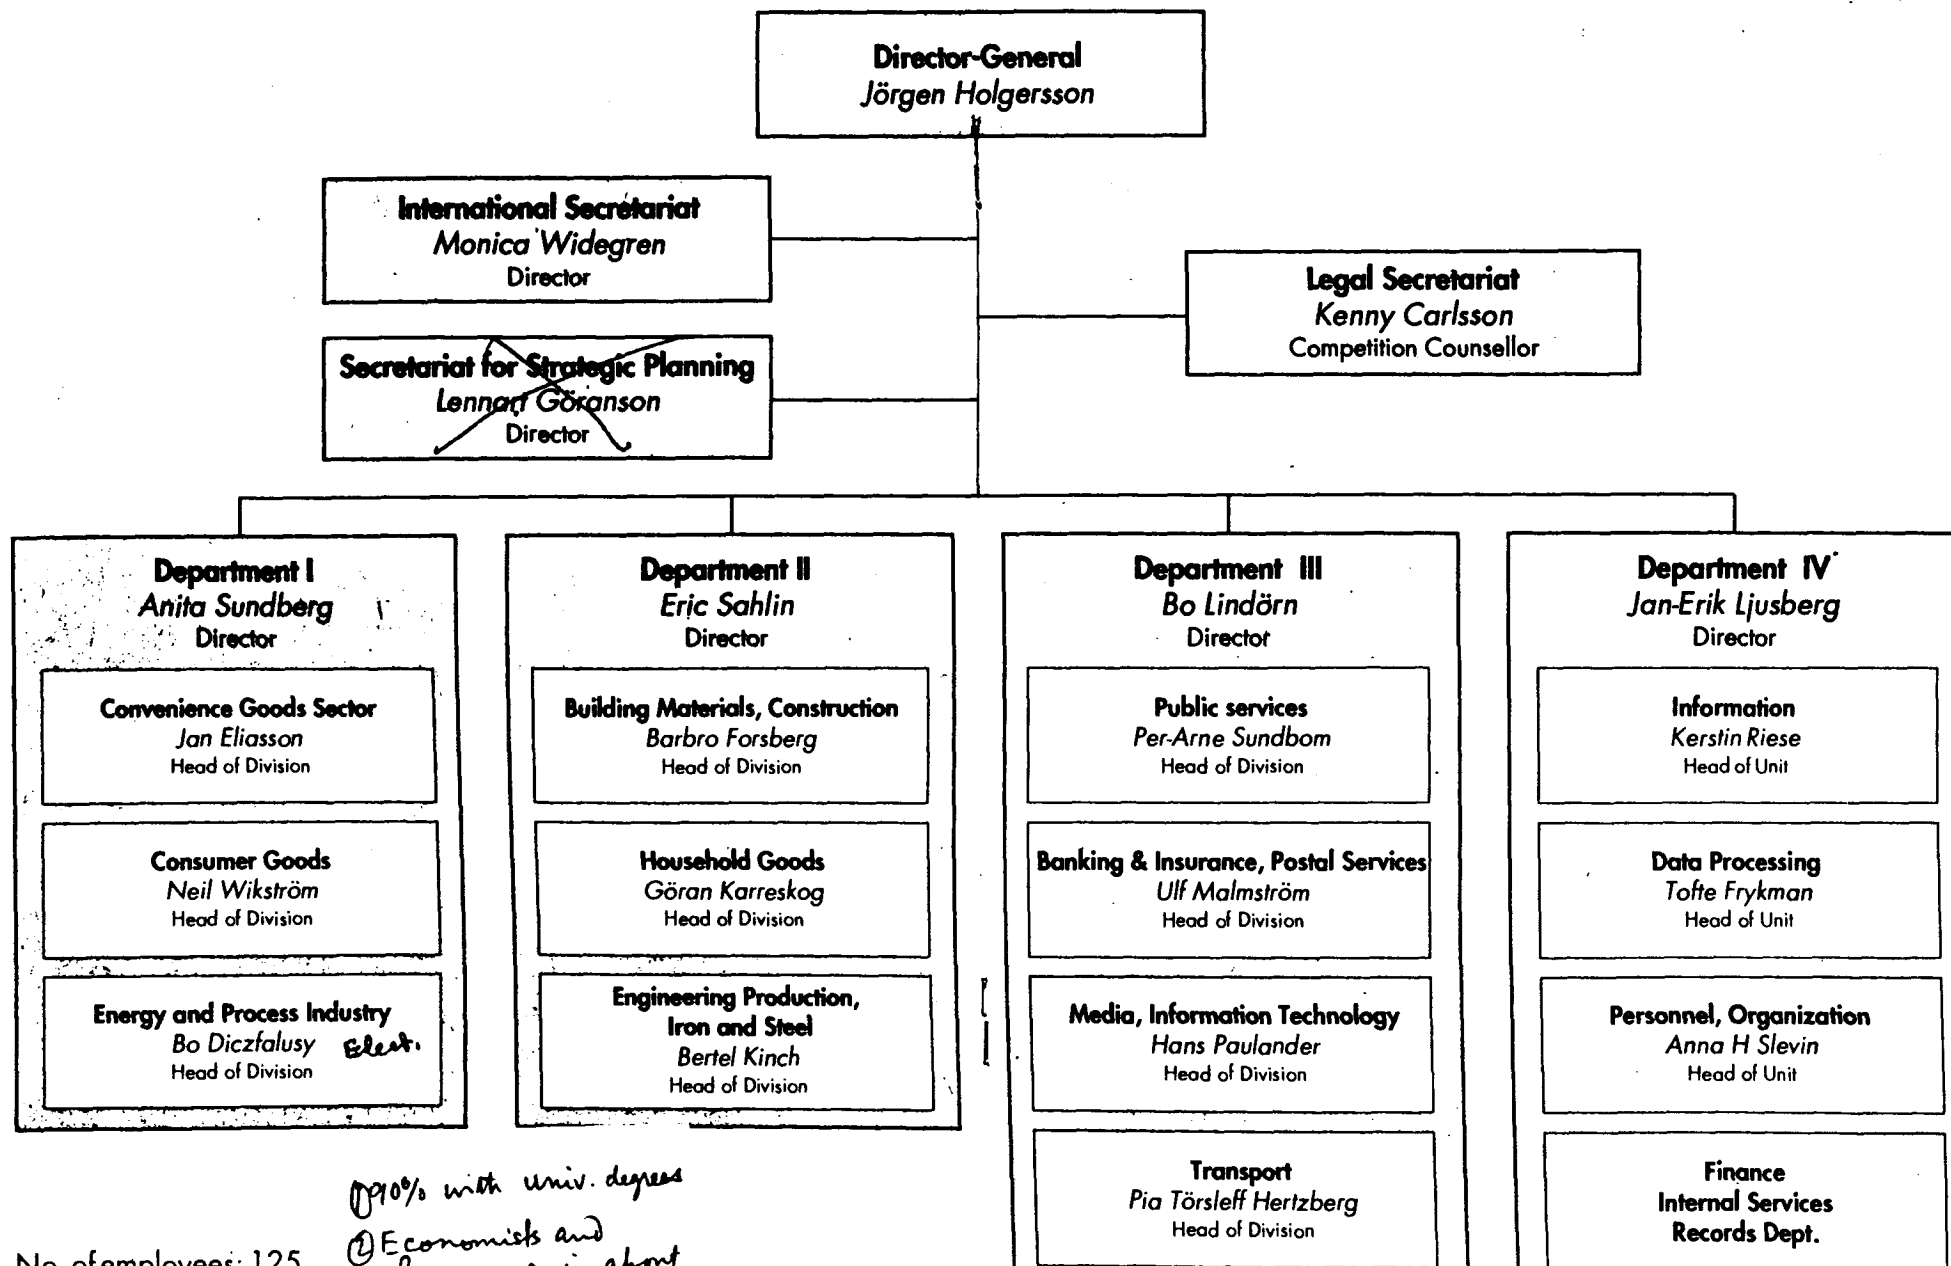 Director-General
Jörgen Holgersson
International Secretariat
Monica Widegren
Director
Legal Secretariat
Kenny Carlsson
Competition Counsellor
Secretariat for Strategic Planning
Lennart Göranson
Director
Department I
Anita Sundberg
Director
Convenience Goods Sector
Jan Eliasson
Head of Division
Consumer Goods
Neil Wikström
Head of Division
Energy and Process Industry
Bo Diczfalusy Elect.
Head of Division
Department II
Eric Sahlin
Director
Building Materials, Construction
Barbro Forsberg
Head of Division
Household Goods
Göran Karreskog
Head of Division
Engineering Production,
Iron and Steel
Bertel Kinch
Head of Division
Department III
Bo Lindörn
Director
Public services
Per-Arne Sundbom
Head of Division
Banking & Insurance, Postal Services
Ulf Malmström
Head of Division
Media, Information Technology
Hans Paulander
Head of Division
Transport
Pia Törsleff Hertzberg
Head of Division
Department IV
Jan-Erik Ljusberg
Director
Information
Kerstin Riese
Head of Unit
Data Processing
Tofte Frykman
Head of Unit
Personnel, Organization
Anna H Slevin
Head of Unit
Finance
Internal Services
Records Dept.
① 90% with univ. degrees
② Economists and
about
No. of employees: 125